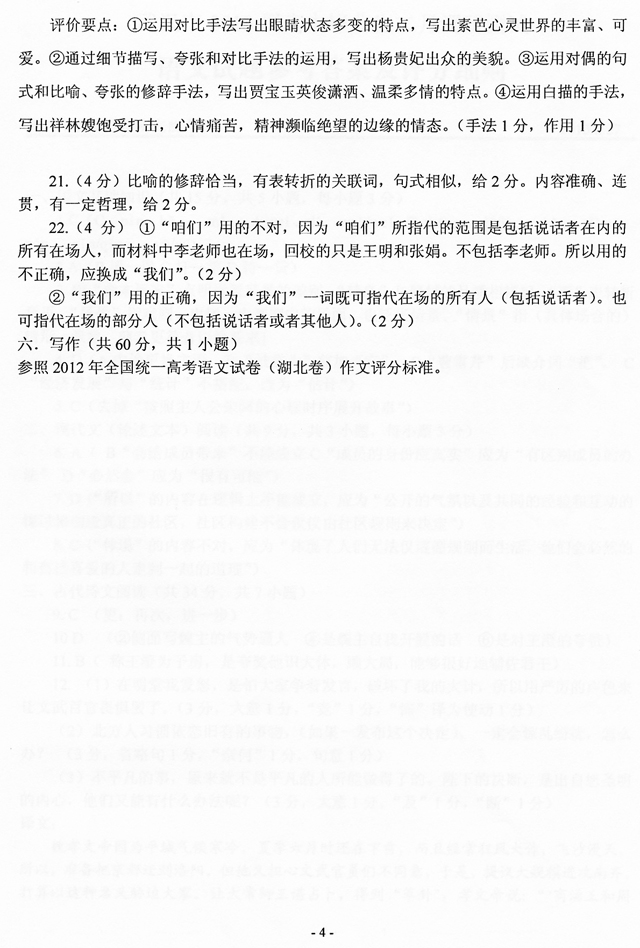 评价要点：①运用对比手法写出眼睛状态多变的特点，写出素芭心灵世界的丰富、可
爱。②通过细节描写、夸张和对比手法的运用，写出杨贵妃出众的美貌。③运用对偶的句
式和比喻、夸张的修辞手法，写出贾宝玉英俊潇洒、温柔多情的特点。④运用白描的手法，
写出祥林嫂饱受打击，心情痛苦，精神濒临绝望的边缘的情态。（手法 1 分，作用 1 分）
21.（4 分）比喻的修辞恰当，有表转折的关联词，句式相似，给 2 分。内容准确、连
贯，有一定哲理，给 2 分。
22.（4 分） ①“咱们”用的不对，因为“咱们”所指代的范围是包括说话者在内的
所有在场人，而材料中李老师也在场，回校的只是王明和张娟。不包括李老师。所以用的
不正确，应换成“我们”。（2 分）
②“我们”用的正确，因为“我们”一词既可指代在场的所有人（包括说话者）。也
可指代在场的部分人（不包括说话者或者其他人）。（2 分）
六．写作（共 60 分，共 1 小题）
参照 2012 年全国统一高考语文试卷（湖北卷）作文评分标准。
- 4 -